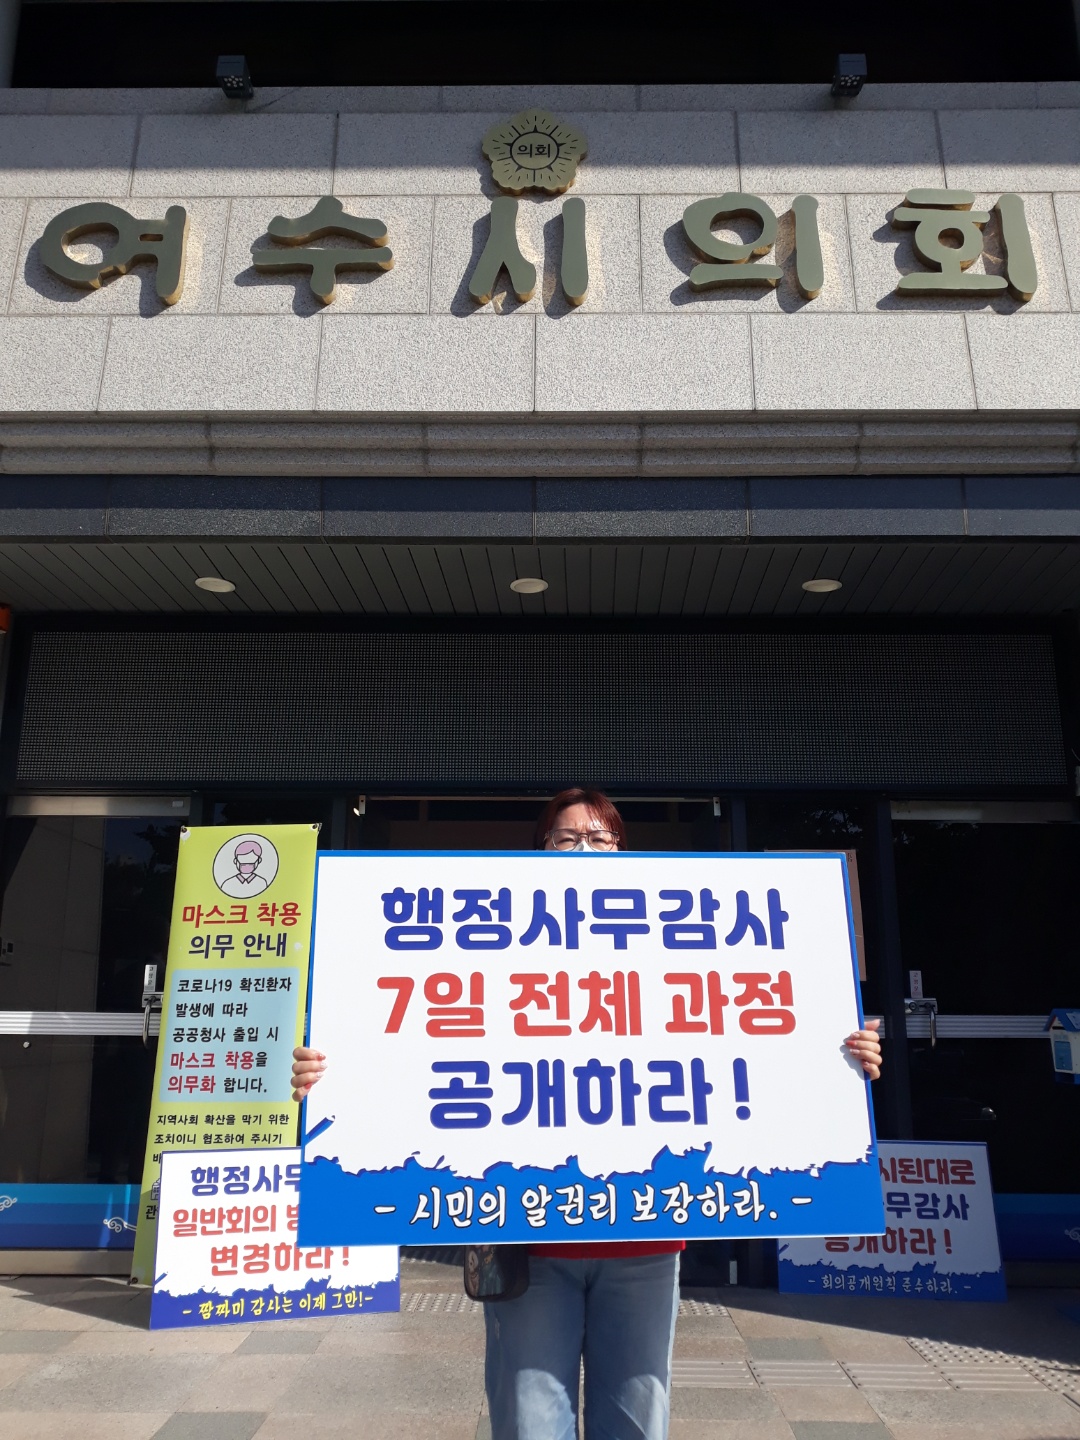 의회
여수시의회
마스크 착용
의무 안내
코로나19 확진환자
발생에 따라
공공청사 출입 시
마스크 착용을
의무화 합니다.
지역사회 확산을 막기 위한
조치이니 협조하여 주시기
행정사무감사
7일 전체 과정
공개하라!
- 시민의 알권리 보장하라. -
행정사무
일반회의
변경하라!
- 짬짜미 감사는 이제 그만! -
시된대로
무감사
공개하라!
- 회의공개원칙 준수하라. -